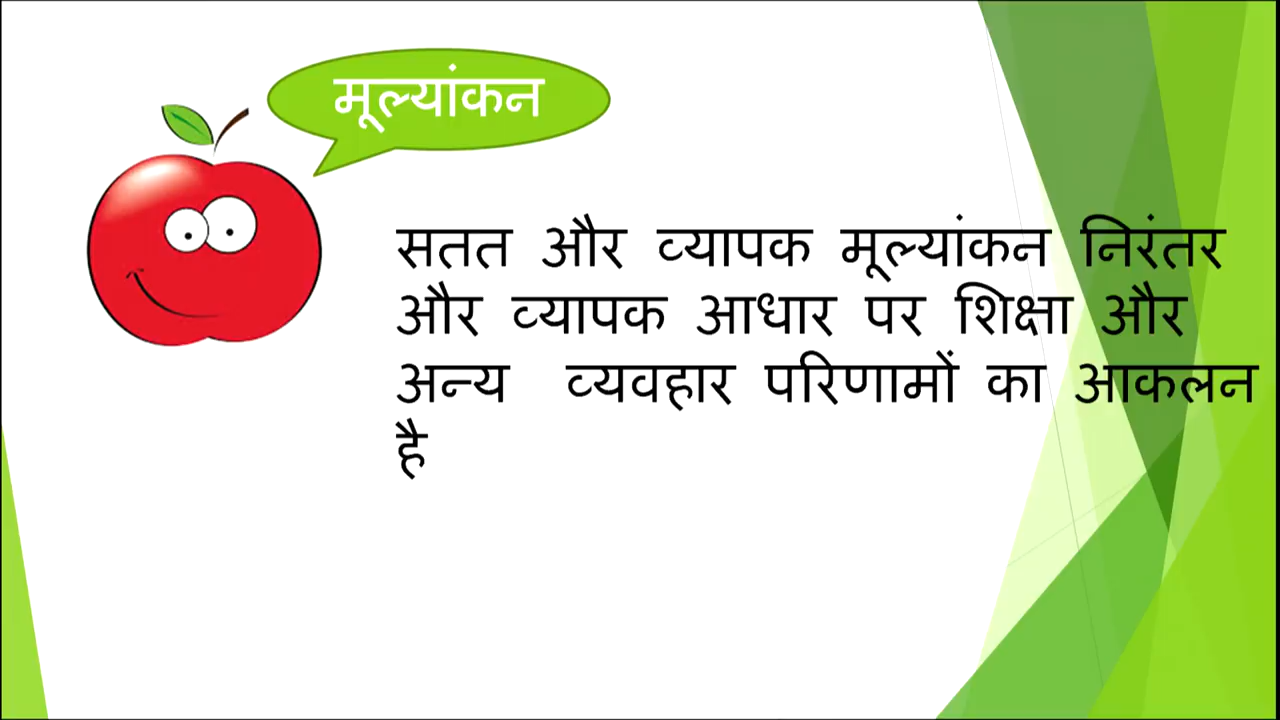 मूल्यांकन
सतत और व्यापक मूल्यांकन निरंतर
और व्यापक आधार पर शिक्षा और
अन्य व्यवहार परिणामों का आकलन
है